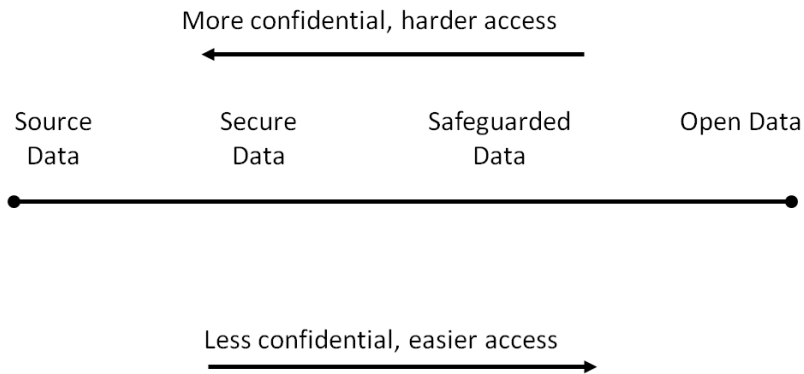 More confidential, harder access
Source
Data
Secure
Data
Safeguarded
Data
Open Data
Less confidential, easier access